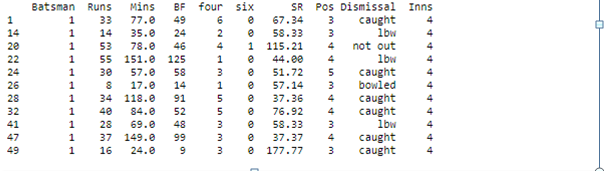 Batsman Runs Mins BF four six SR Pos Dismissal Inns
1 1 33 77.0 49 6 0 67.34 3 caught 4
14 1 14 35.0 24 2 0 58.33 3 lbw 4
20 1 53 78.0 46 4 1 115.21 4 not out 4
22 1 55 151.0 125 1 0 44.00 4 lbw 4
24 1 30 57.0 58 3 0 51.72 5 caught 4
26 1 8 17.0 14 1 0 57.14 3 bowled 4
28 1 34 118.0 91 5 0 37.36 4 caught 4
32 1 40 84.0 52 5 0 76.92 4 caught 4
41 1 28 69.0 48 3 0 58.33 3 lbw 4
47 1 37 149.0 99 3 0 37.37 4 caught 4
49 1 16 24.0 9 3 0 177.77 3 caught 4